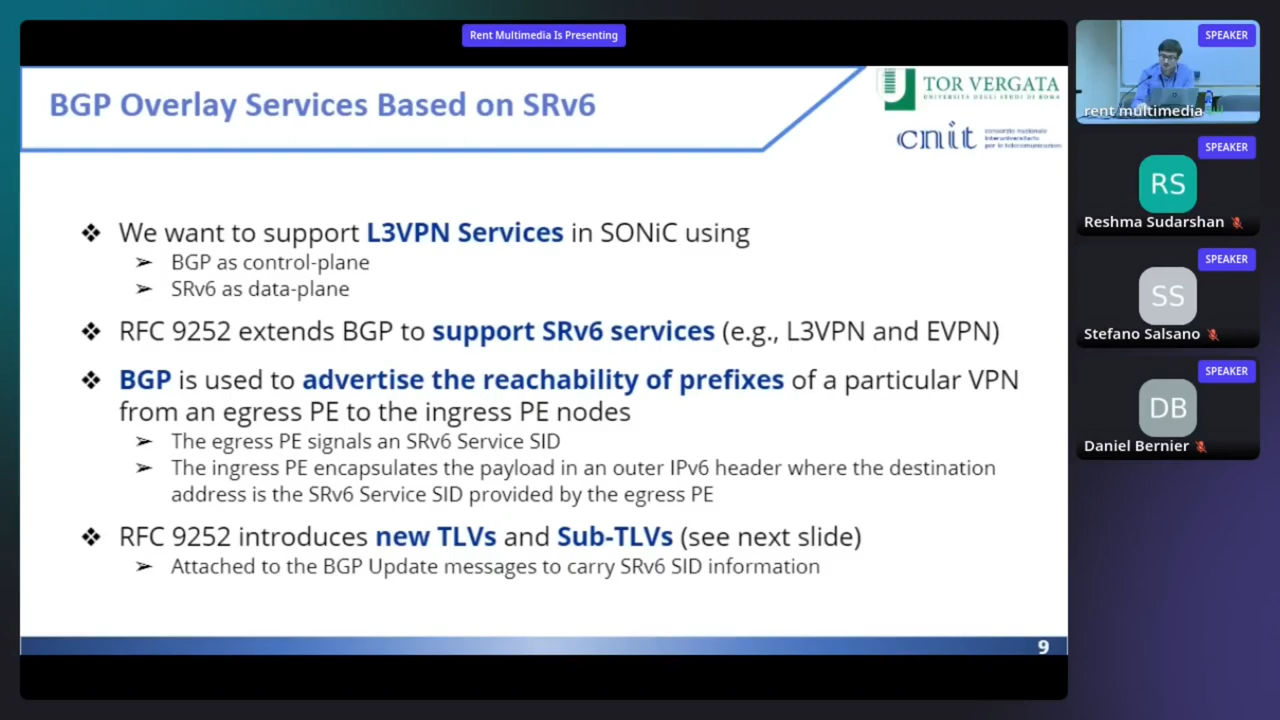 Rent Multimedia Is Presenting
BGP Overlay Services Based on SRv6
TOR VERGATA
UNIVERSITÀ DEGLI STUDI DI ROMA
cnit
consorzio nazionale
interuniversitario
per le telecomunicazioni
❖ We want to support L3VPN Services in SONiC using
➢ BGP as control-plane
➢ SRv6 as data-plane
❖ RFC 9252 extends BGP to support SRv6 services (e.g., L3VPN and EVPN)
❖ BGP is used to advertise the reachability of prefixes of a particular VPN
from an egress PE to the ingress PE nodes
➢ The egress PE signals an SRv6 Service SID
➢ The ingress PE encapsulates the payload in an outer IPv6 header where the destination
address is the SRv6 Service SID provided by the egress PE
❖ RFC 9252 introduces new TLVs and Sub-TLVs (see next slide)
➢ Attached to the BGP Update messages to carry SRv6 SID information
9
SPEAKER
rent multimedia
SPEAKER
RS
Reshma Sudarshan
SPEAKER
SS
Stefano Salsano
SPEAKER
DB
Daniel Bernier